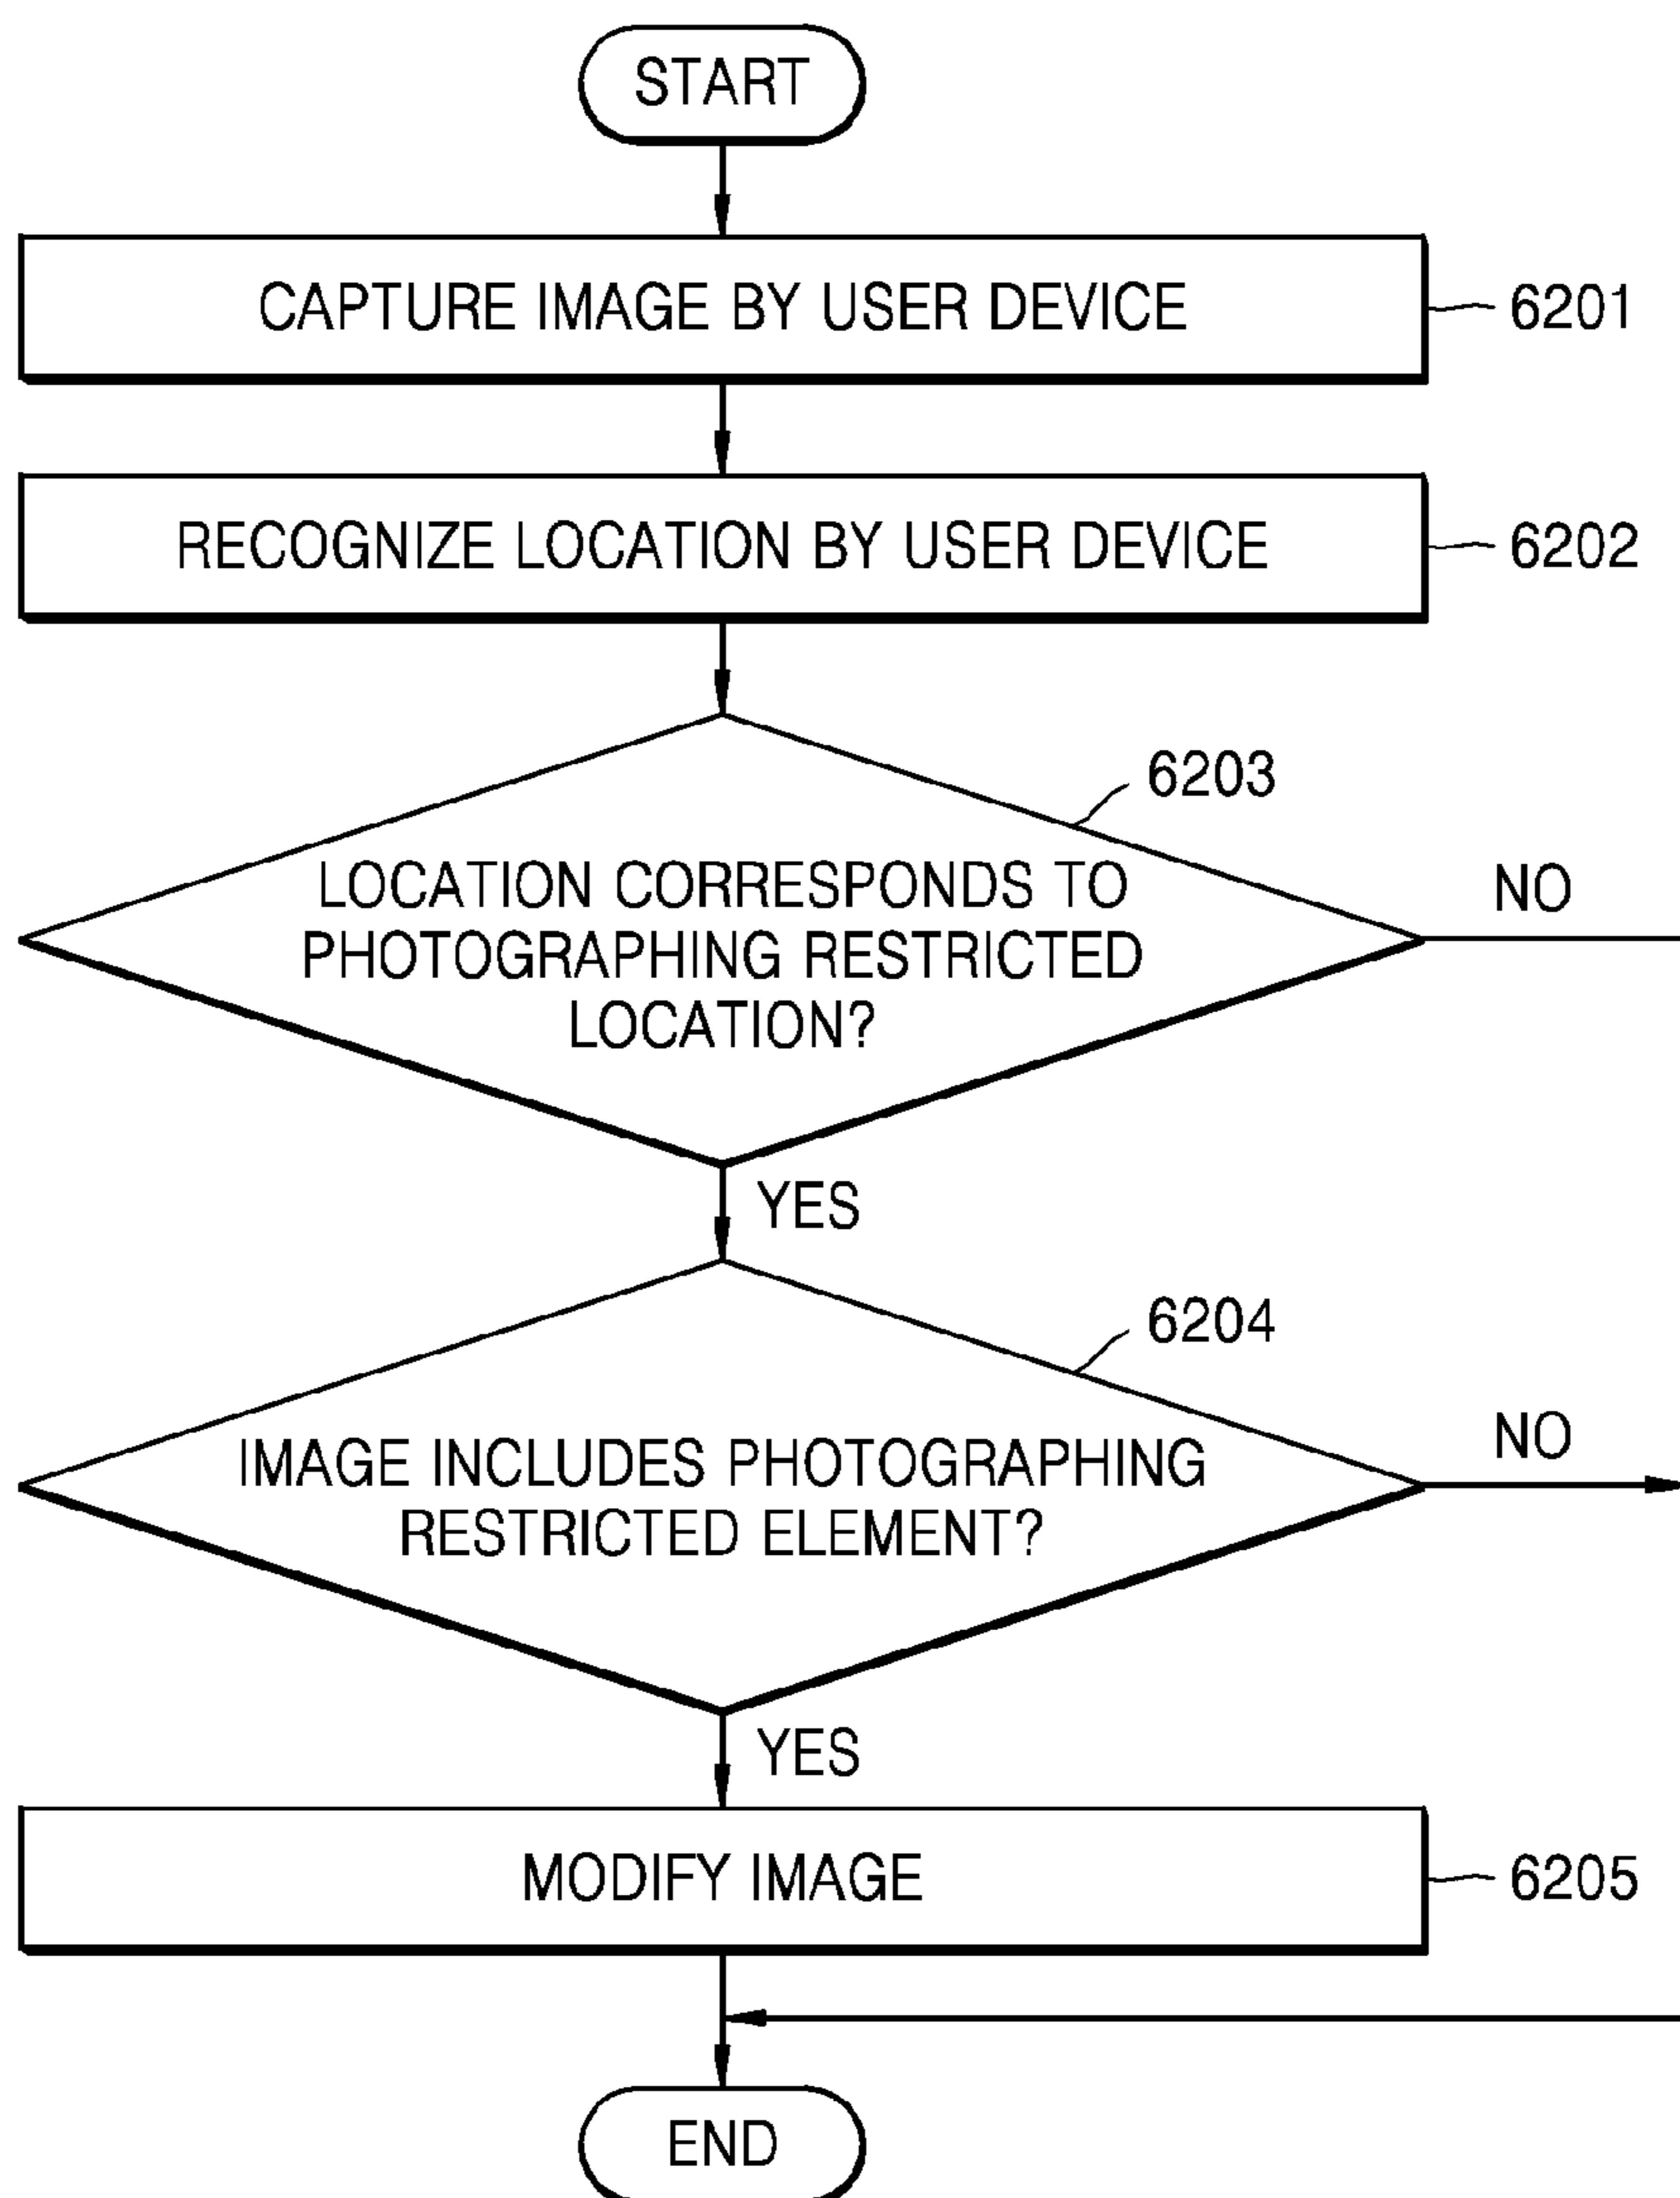 START
CAPTURE IMAGE BY USER DEVICE
6201
RECOGNIZE LOCATION BY USER DEVICE
6202
6203
LOCATION CORRESPONDS TO
PHOTOGRAPHING RESTRICTED
LOCATION?
NO
YES
6204
IMAGE INCLUDES PHOTOGRAPHING
RESTRICTED ELEMENT?
NO
YES
MODIFY IMAGE
6205
END